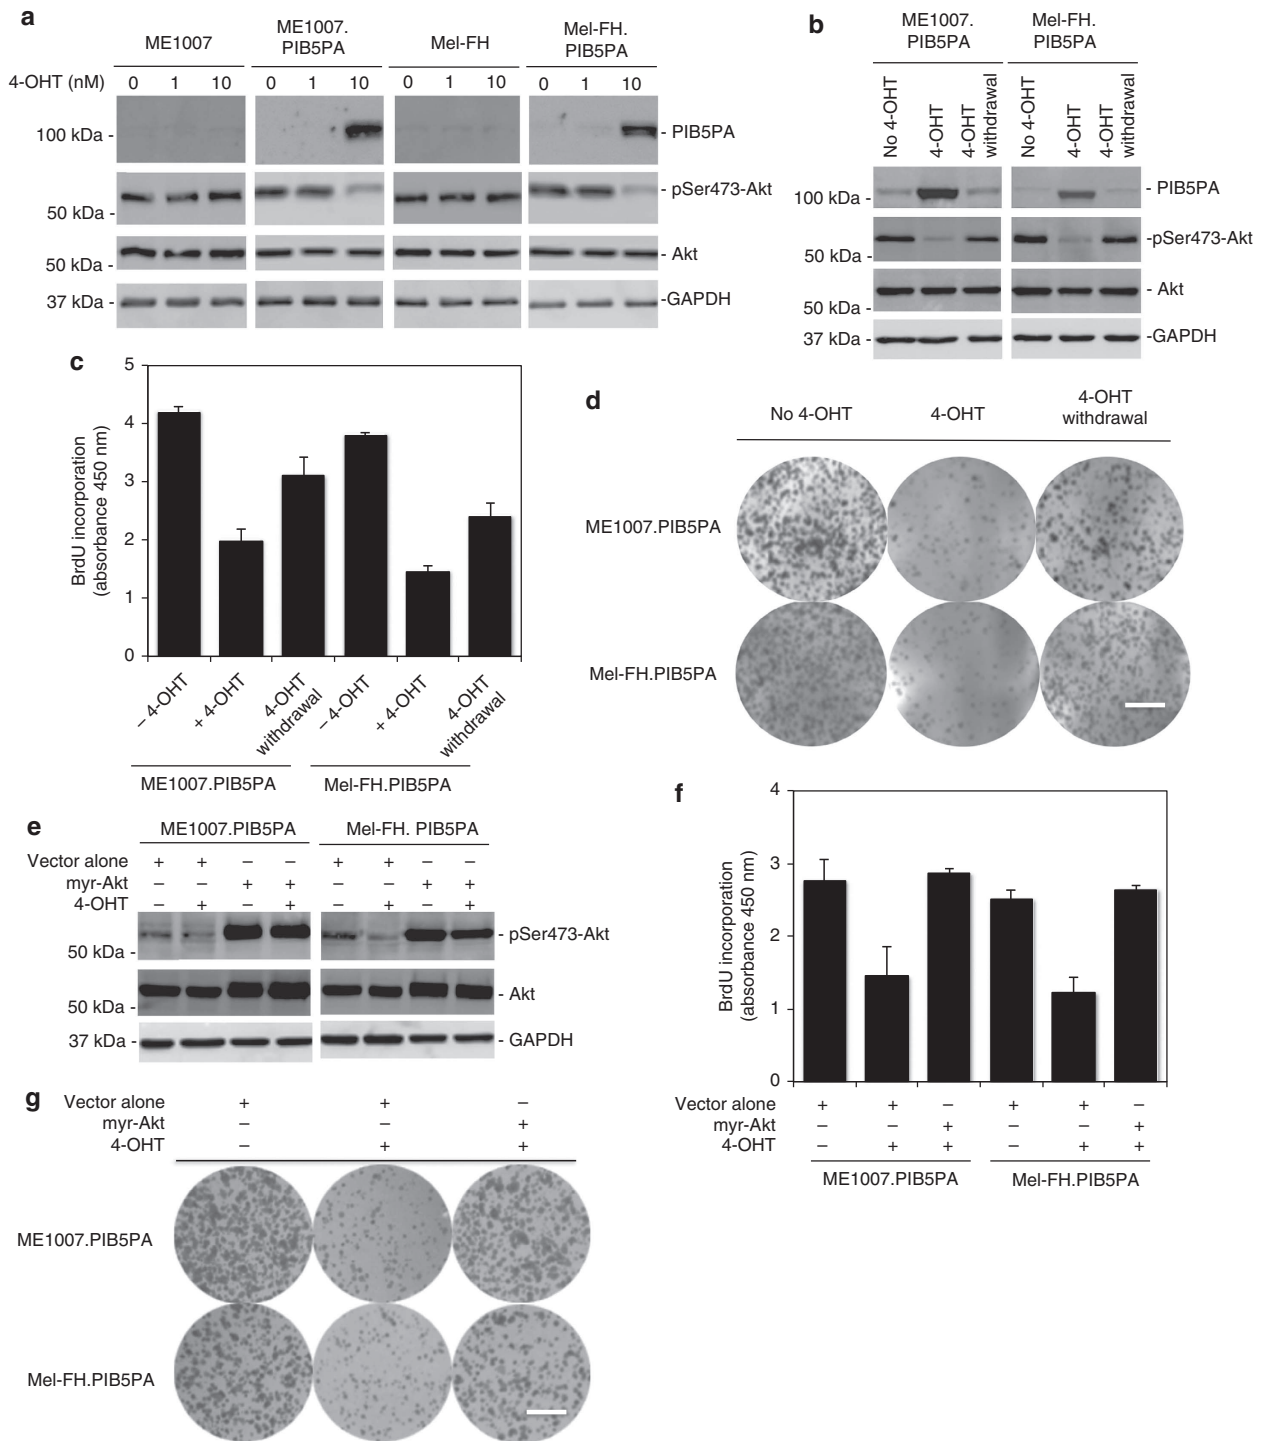 a
ME1007
ME1007.
PIB5PA
Mel-FH
Mel-FH.
PIB5PA
4-OHT (nM)
0 1 10 0 1 10 0 1 10 0 1 10
100 kDa -
- PIB5PA
- pSer473-Akt
50 kDa -
- Akt
50 kDa -
37 kDa -
-GAPDH
b
ME1007.
PIB5PA
Mel-FH.
PIB5PA
No 4-OHT
4-OHT
4-OHT
withdrawal
No 4-OHT
4-OHT
4-OHT
withdrawal
100 kDa -
- PIB5PA
-pSer473-Akt
50 kDa -
- Akt
50 kDa -
37 kDa -
-GAPDH
c
BrdU incorporation
(absorbance 450 nm)
5
4
3
2
1
0
– 4-OHT
+ 4-OHT
4-OHT
withdrawal
– 4-OHT
+ 4-OHT
4-OHT
withdrawal
ME1007.PIB5PA
Mel-FH.PIB5PA
d
No 4-OHT
4-OHT
4-OHT
withdrawal
ME1007.PIB5PA
Mel-FH.PIB5PA
e
ME1007.PIB5PA
Mel-FH. PIB5PA
Vector alone + + – – + + – –
myr-Akt – – + + – – + +
4-OHT – + – + – + – +
- pSer473-Akt
50 kDa -
- Akt
50 kDa -
37 kDa -
- GAPDH
f
BrdU incorporation
(absorbance 450 nm)
4
3
2
1
0
Vector alone + + – + + –
myr-Akt – – + – – +
4-OHT – + + – + +
ME1007.PIB5PA
Mel-FH.PIB5PA
g
Vector alone + + –
myr-Akt – – +
4-OHT – + +
ME1007.PIB5PA
Mel-FH.PIB5PA